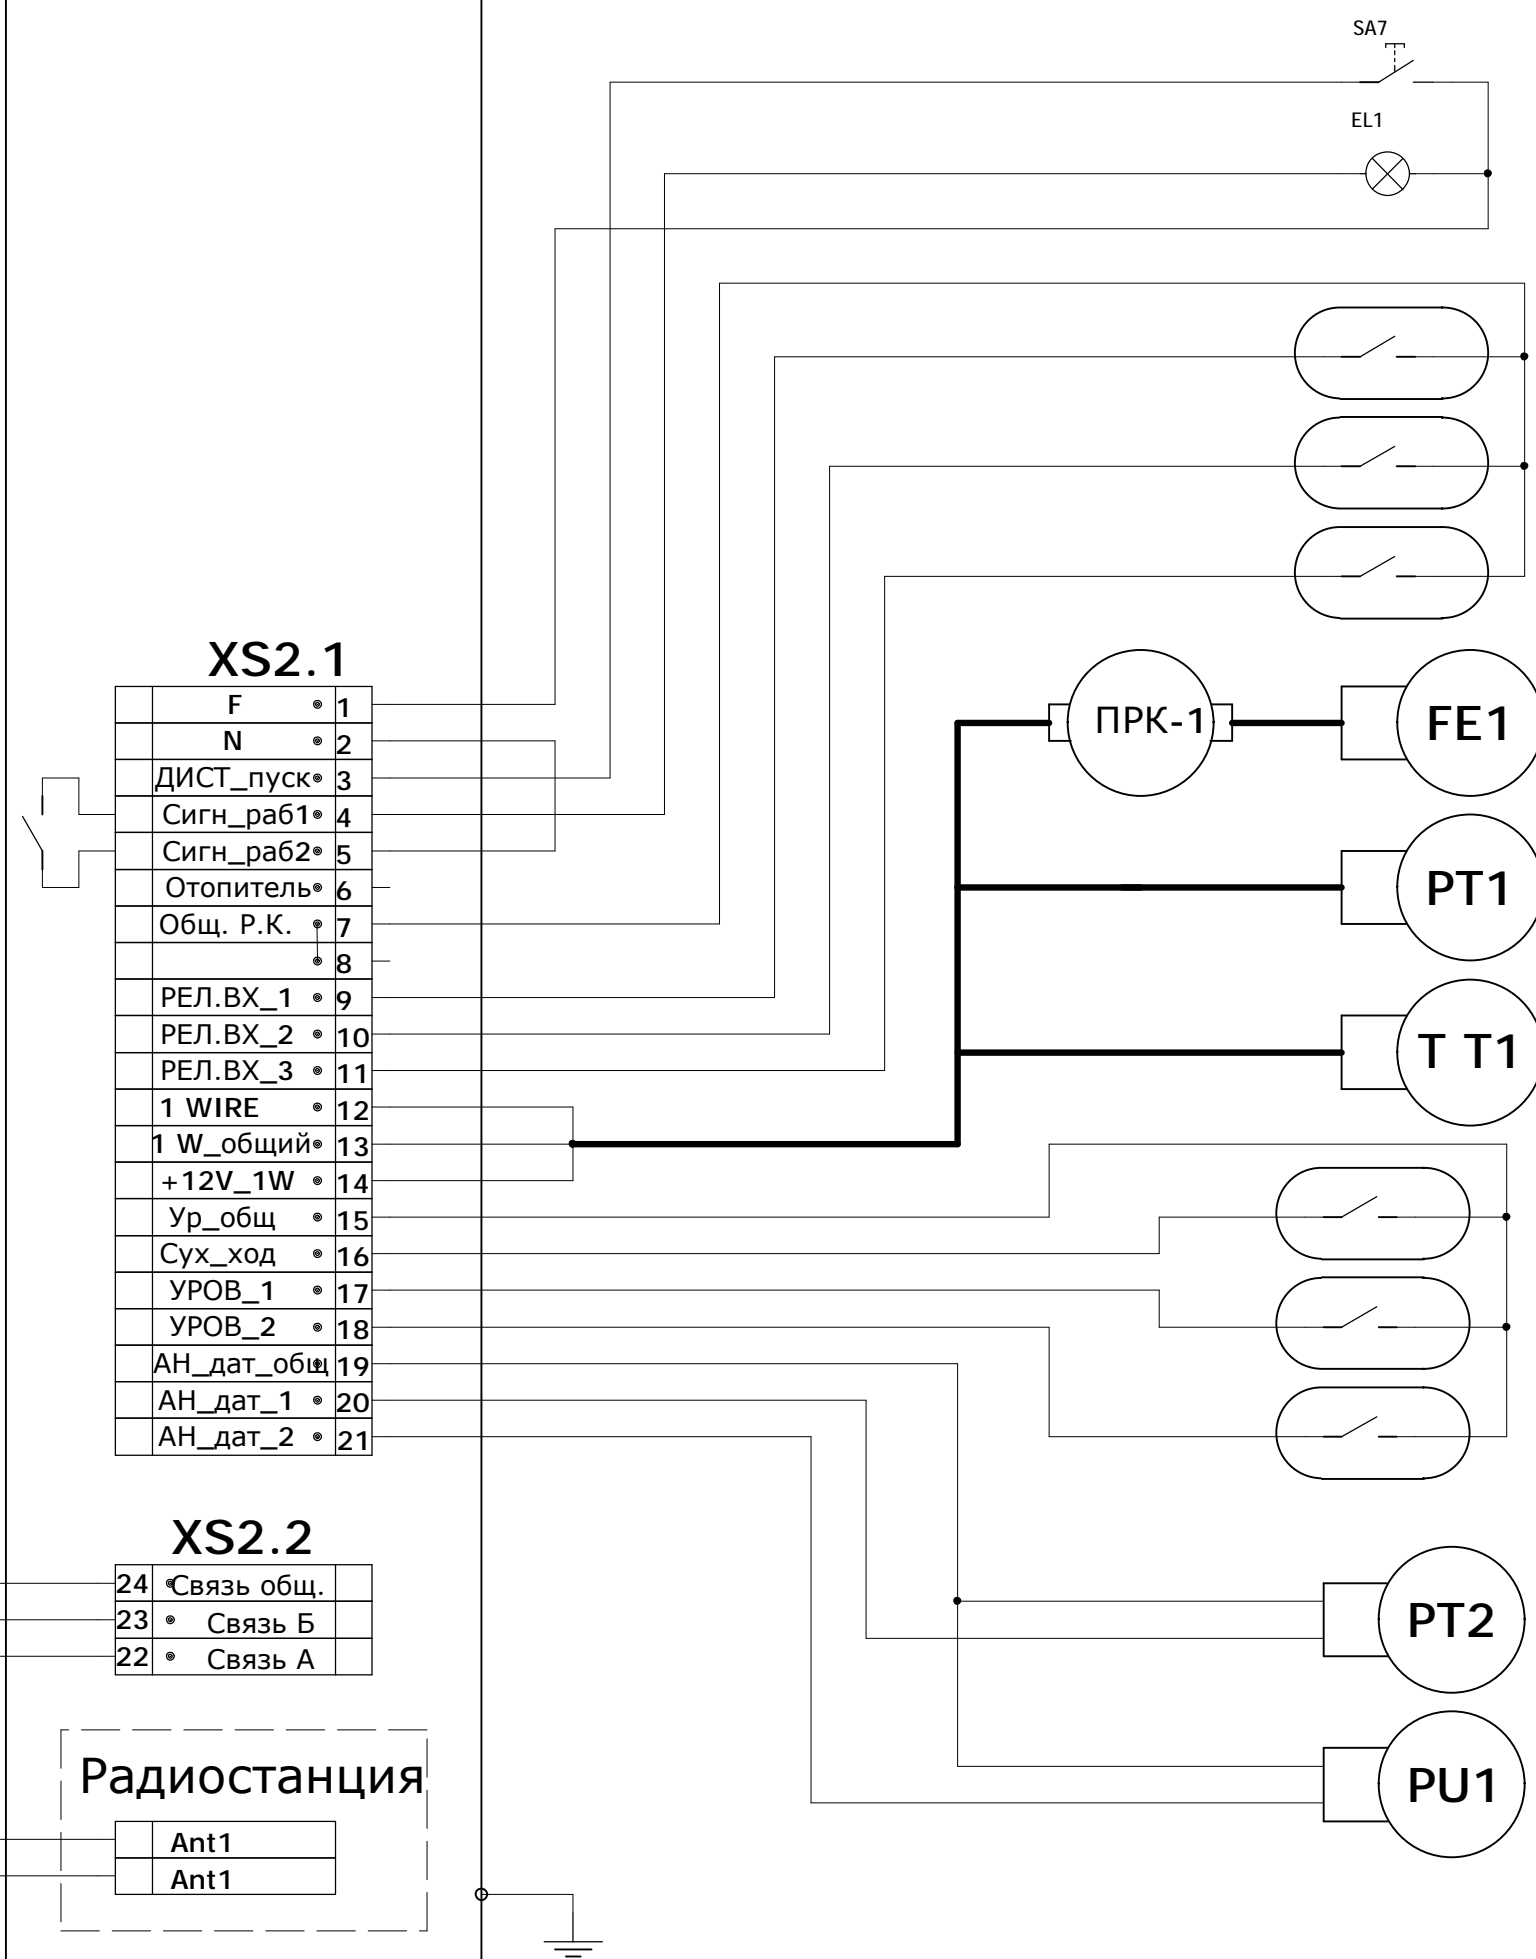 SA7
EL1
XS2.1
F 1
N 2
ДИСТ_пуск 3
Сигн_раб1 4
Сигн_раб2 5
Отопитель 6
Общ. Р.К. 7
8
РЕЛ.ВХ_1 9
РЕЛ.ВХ_2 10
РЕЛ.ВХ_3 11
1 WIRE 12
1 W_общий 13
+12V_1W 14
Ур_общ 15
Сух_ход 16
УРОВ_1 17
УРОВ_2 18
АН_дат_общ 19
АН_дат_1 20
АН_дат_2 21
ПРК-1
FE1
PT1
T T1
XS2.2
24 Связь общ.
23 Связь Б
22 Связь А
PT2
PU1
Радиостанция
Ant1
Ant1